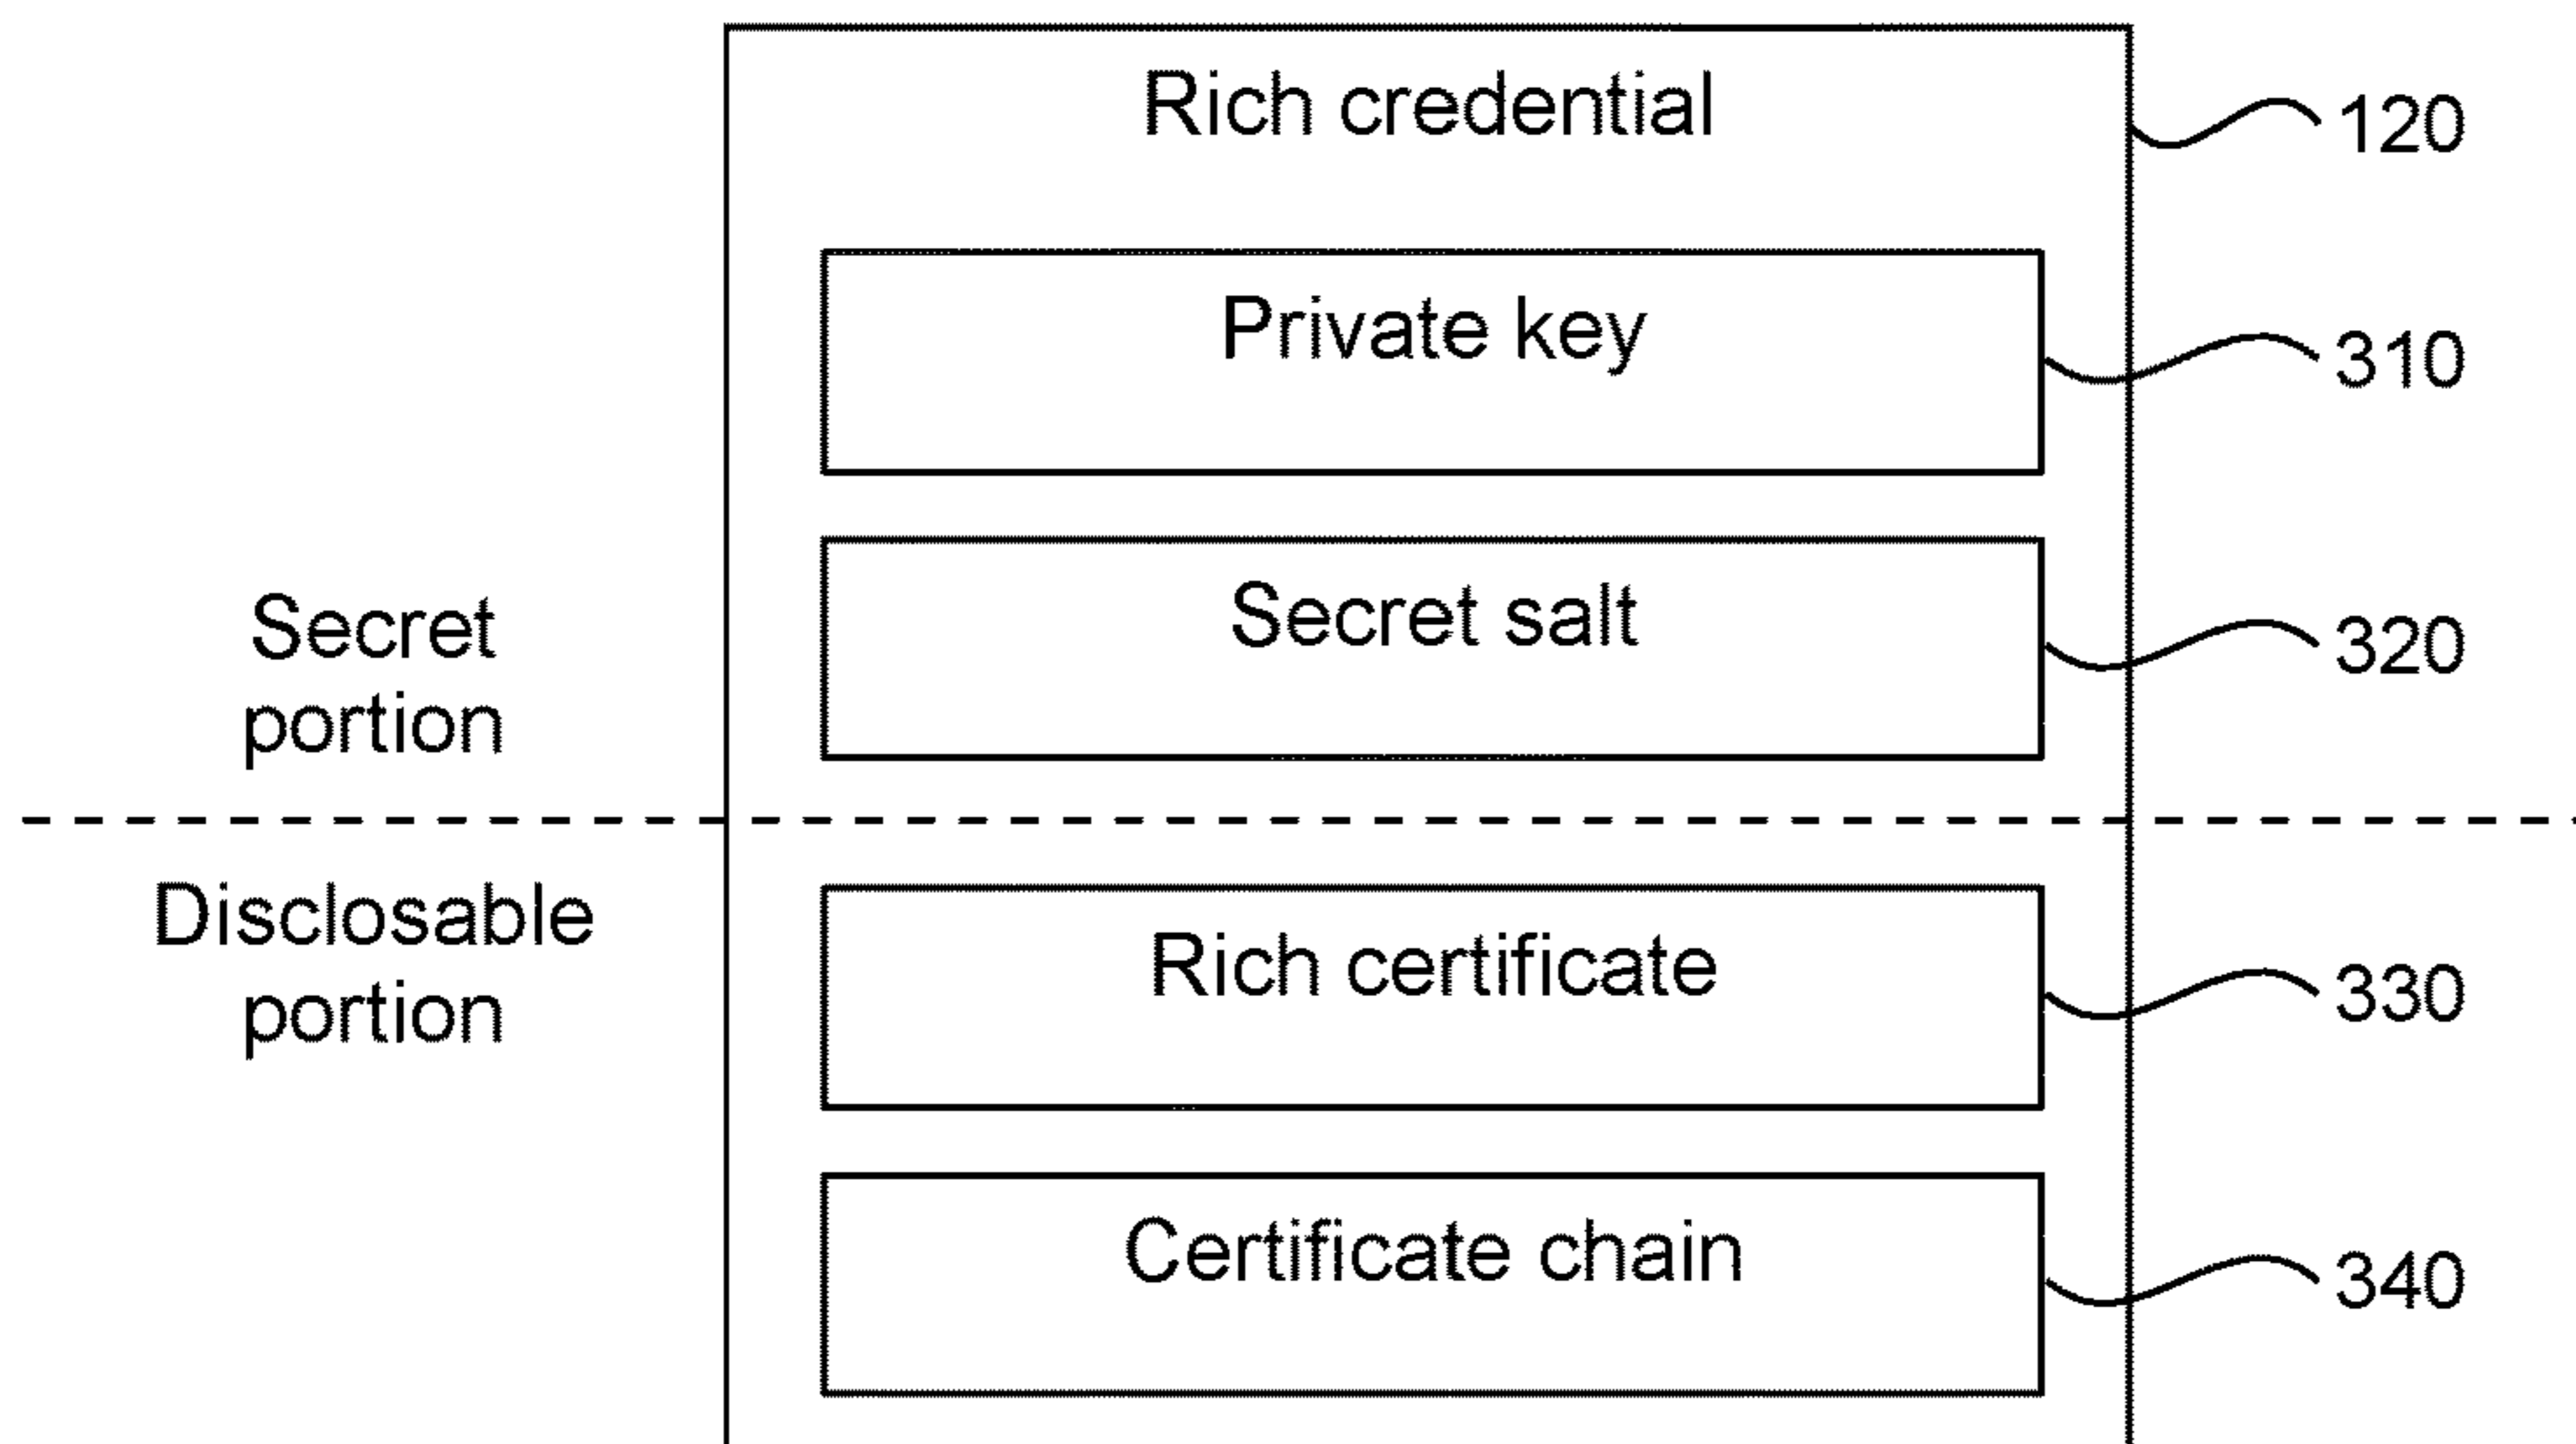 Rich credential
120
Private key
310
Secret salt
320
Secret
portion
Disclosable
portion
Rich certificate
330
Certificate chain
340